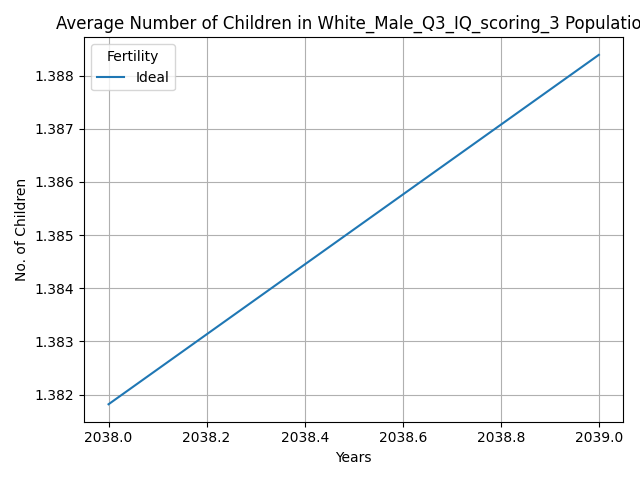 Average Number of Children in White_Male_Q3_IQ_scoring_3 Populatio
Fertility
Ideal
1.388
1.387
1.386
1.385
1.384
1.383
1.382
No. of Children
2038.0 2038.2 2038.4 2038.6 2038.8 2039.0
Years